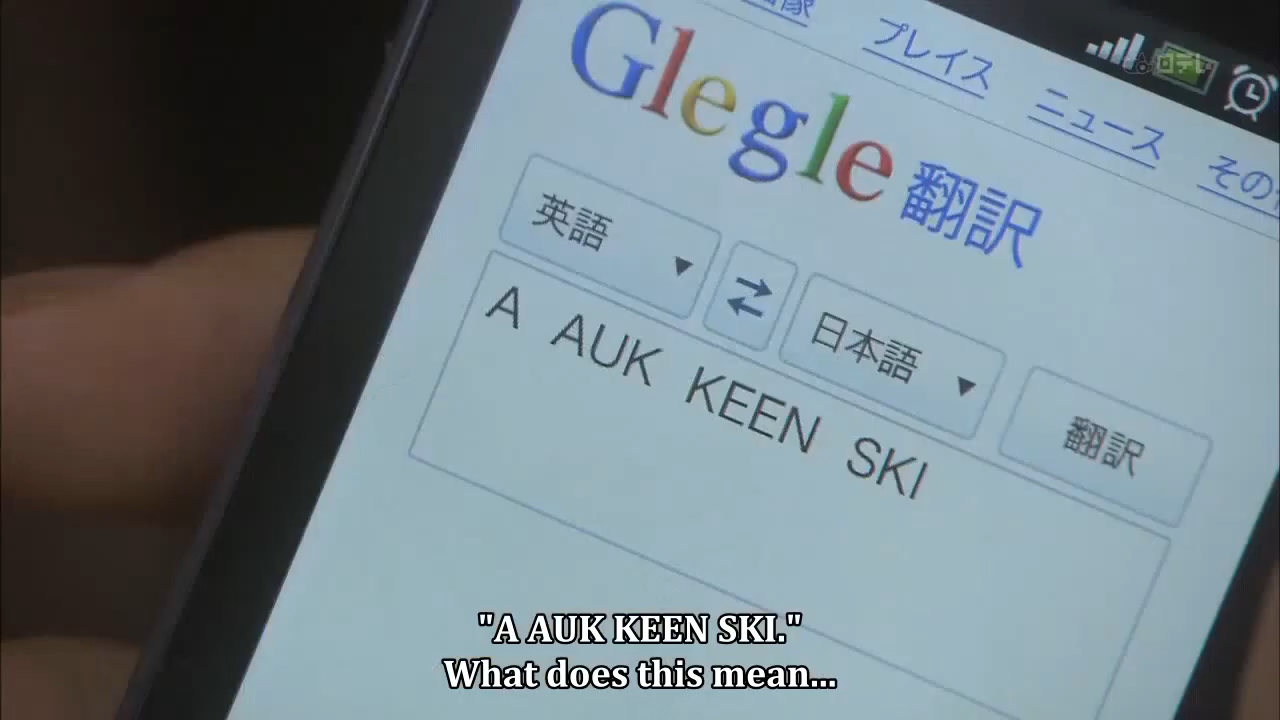 プレイス ニュース その
Glegle 翻訳
英語 日本語 翻訳
A AUK KEEN SKI
"A AUK KEEN SKI."
What does this mean...